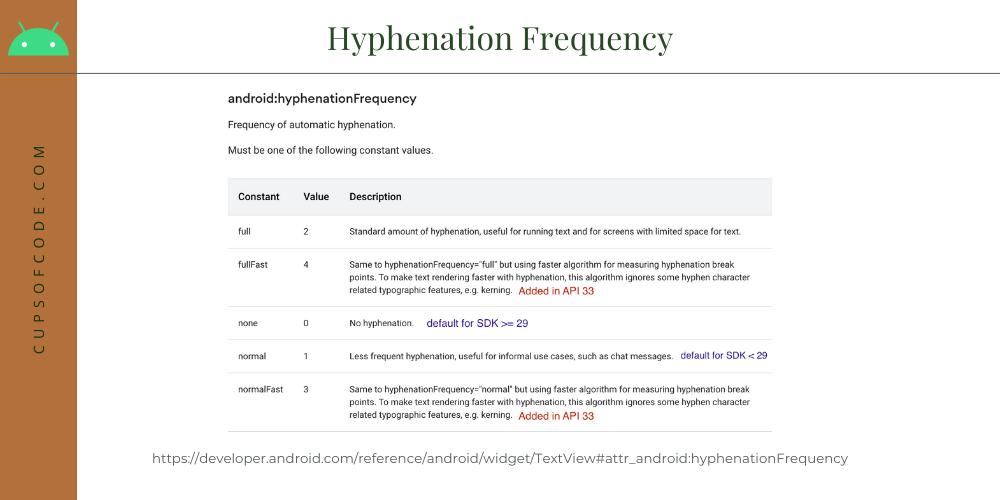 Hyphenation Frequency
CUPSOFCODE.COM
android:hyphenationFrequency
Frequency of automatic hyphenation.
Must be one of the following constant values.
Constant Value Description
full 2 Standard amount of hyphenation, useful for running text and for screens with limited space for text.
fullFast 4 Same to hyphenationFrequency="full" but using faster algorithm for measuring hyphenation break
points. To make text rendering faster with hyphenation, this algorithm ignores some hyphen character
related typographic features, e.g. kerning. Added in API 33
none 0 No hyphenation. default for SDK >= 29
normal 1 Less frequent hyphenation, useful for informal use cases, such as chat messages. default for SDK < 29
normalFast 3 Same to hyphenationFrequency="normal" but using faster algorithm for measuring hyphenation break
points. To make text rendering faster with hyphenation, this algorithm ignores some hyphen character
related typographic features, e.g. kerning. Added in API 33
https://developer.android.com/reference/android/widget/TextView#attr_android:hyphenationFrequency